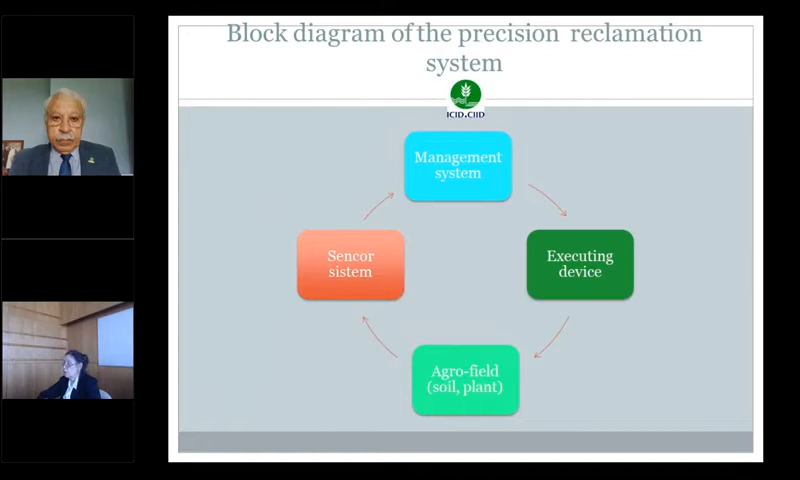 Block diagram of the precision reclamation
system
ICID.CIID
Management
system
Sencor
sistem
Executing
device
Agro-field
(soil, plant)